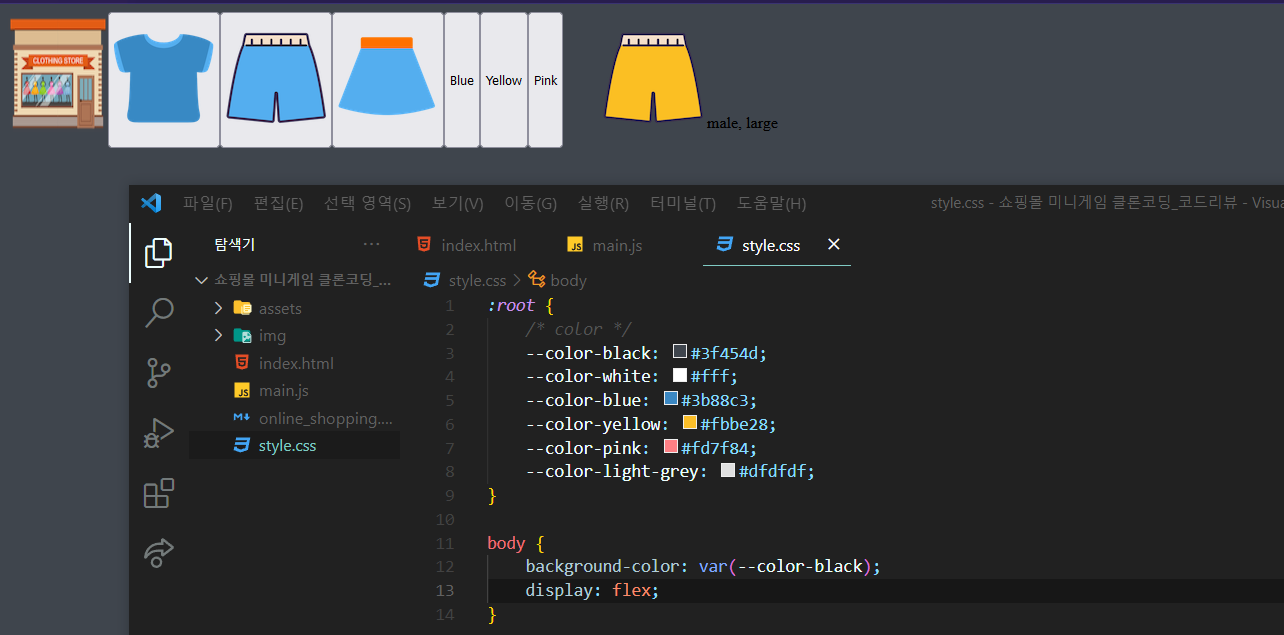 CLOTHING STORE
Blue
Yellow
Pink
male, large
파일(F) 편집(E) 선택 영역(S) 보기(V) 이동(G) 실행(R) 터미널(T) 도움말(H) style.css - 쇼핑몰 미니게임 클론코딩_코드리뷰 - Visua
탐색기 ···
쇼핑몰 미니게임 클론코딩_...
assets
img
index.html
JS main.js
M↓ online_shopping....
style.css
index.html JS main.js style.css ×
style.css > body
1 :root {
2 /* color */
3 --color-black: #3f454d;
4 --color-white: #fff;
5 --color-blue: #3b88c3;
6 --color-yellow: #fbbe28;
7 --color-pink: #fd7f84;
8 --color-light-grey: #dfdfdf;
9 }
10
11 body {
12 background-color: var(--color-black);
13 display: flex;
14 }